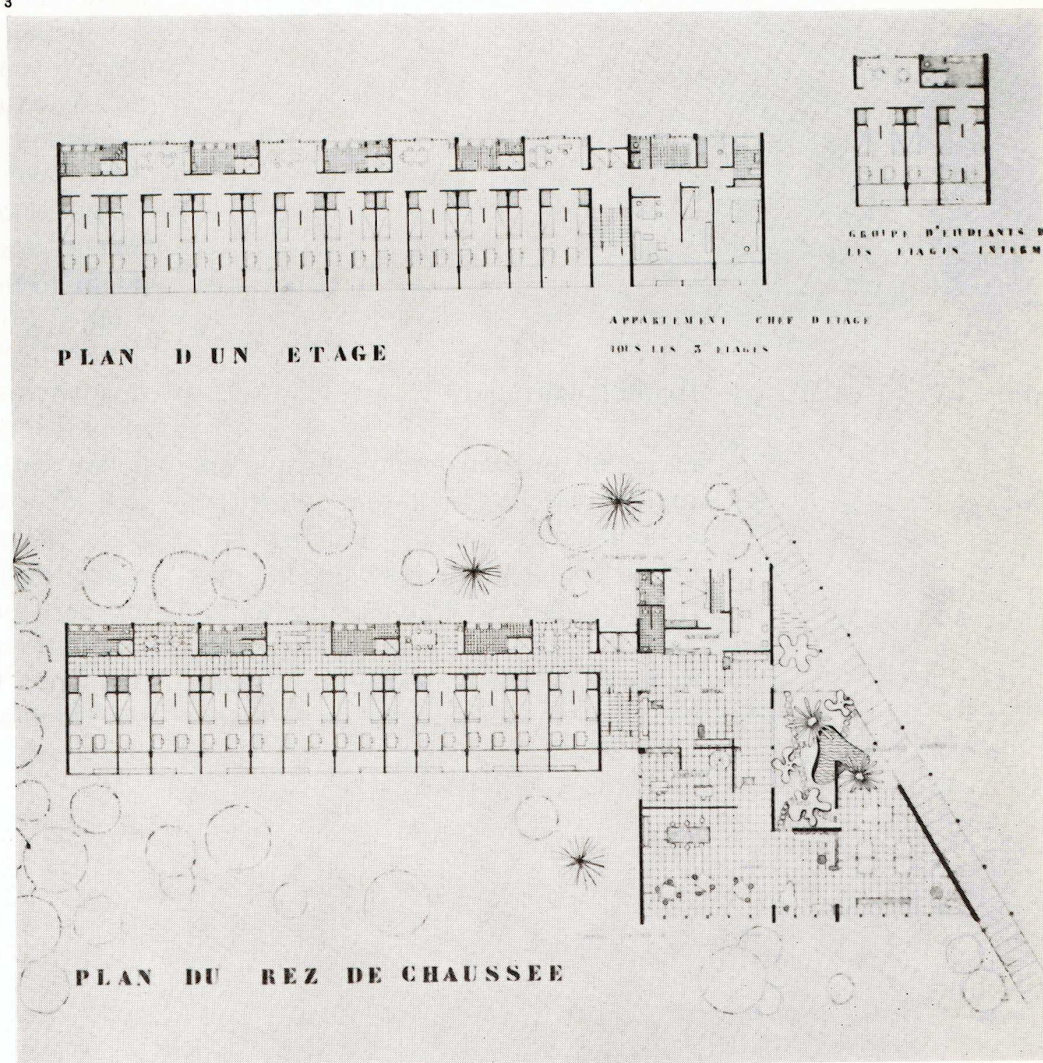 3
GROUPE D'ETUDIANTS
LES ETAGES
APPARTEMENT CHEF D'ETAGE
TOUS LES 3 ETAGES
PLAN D UN ETAGE
PLAN DU REZ DE CHAUSSEE